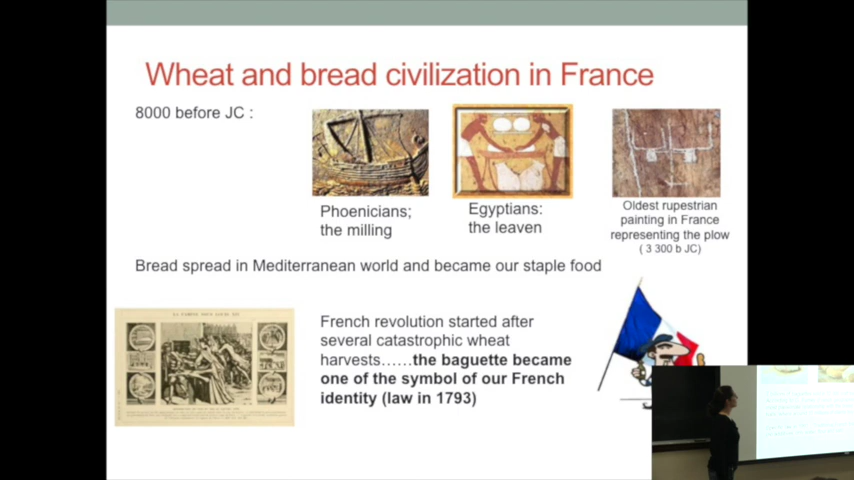 Wheat and bread civilization in France
8000 before JC :
Phoenicians;
the milling
Egyptians:
the leaven
Oldest rupestrian
painting in France
representing the plow
( 3 300 b JC)
Bread spread in Mediterranean world and became our staple food
French revolution started after
several catastrophic wheat
harvests......the baguette became
one of the symbol of our French
identity (law in 1793)